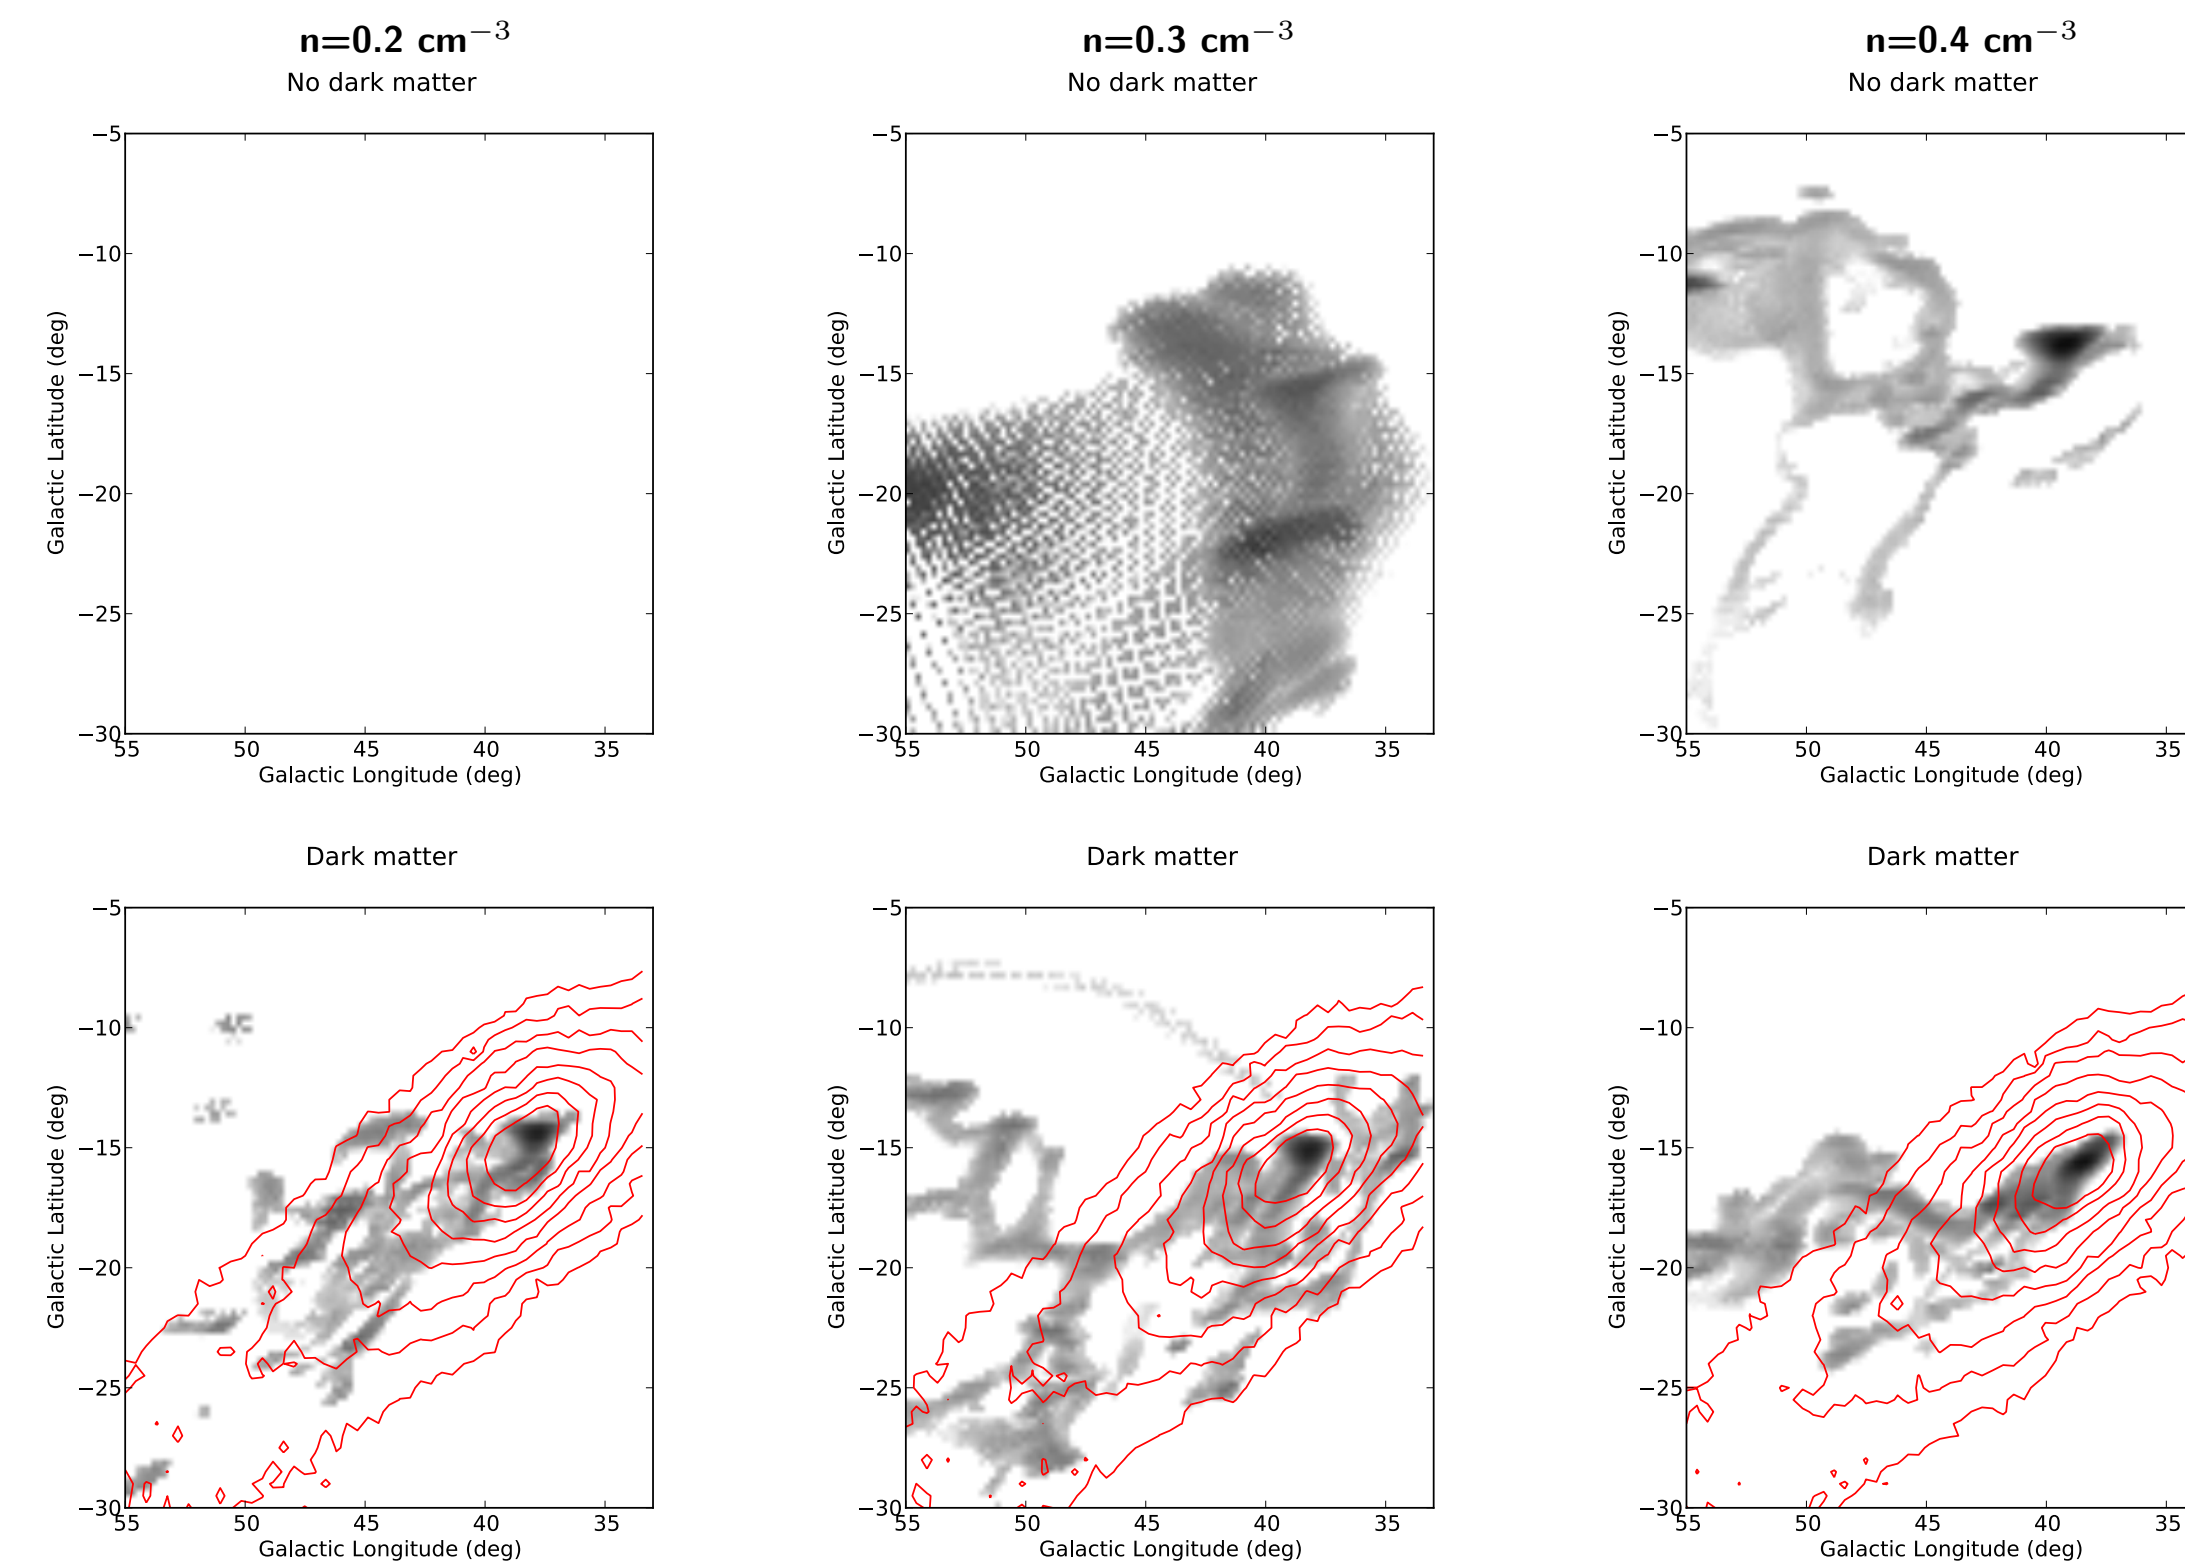 n=0.2 cm⁻³ n=0.3 cm⁻³ n=0.4 cm⁻³
No dark matter No dark matter No dark matter
−5 −5 −5
−10 −10 −10
−15 −15 −15
−20 −20 −20
−25 −25 −25
−30 −30 −30
Galactic Latitude (deg) Galactic Latitude (deg) Galactic Latitude (deg)
55 50 45 40 35 55 50 45 40 35 55 50 45 40 35
Galactic Longitude (deg) Galactic Longitude (deg) Galactic Longitude (deg)
Dark matter Dark matter Dark matter
−5 −5 −5
−10 −10 −10
−15 −15 −15
−20 −20 −20
−25 −25 −25
−30 −30 −30
Galactic Latitude (deg) Galactic Latitude (deg) Galactic Latitude (deg)
55 50 45 40 35 55 50 45 40 35 55 50 45 40 35
Galactic Longitude (deg) Galactic Longitude (deg) Galactic Longitude (deg)